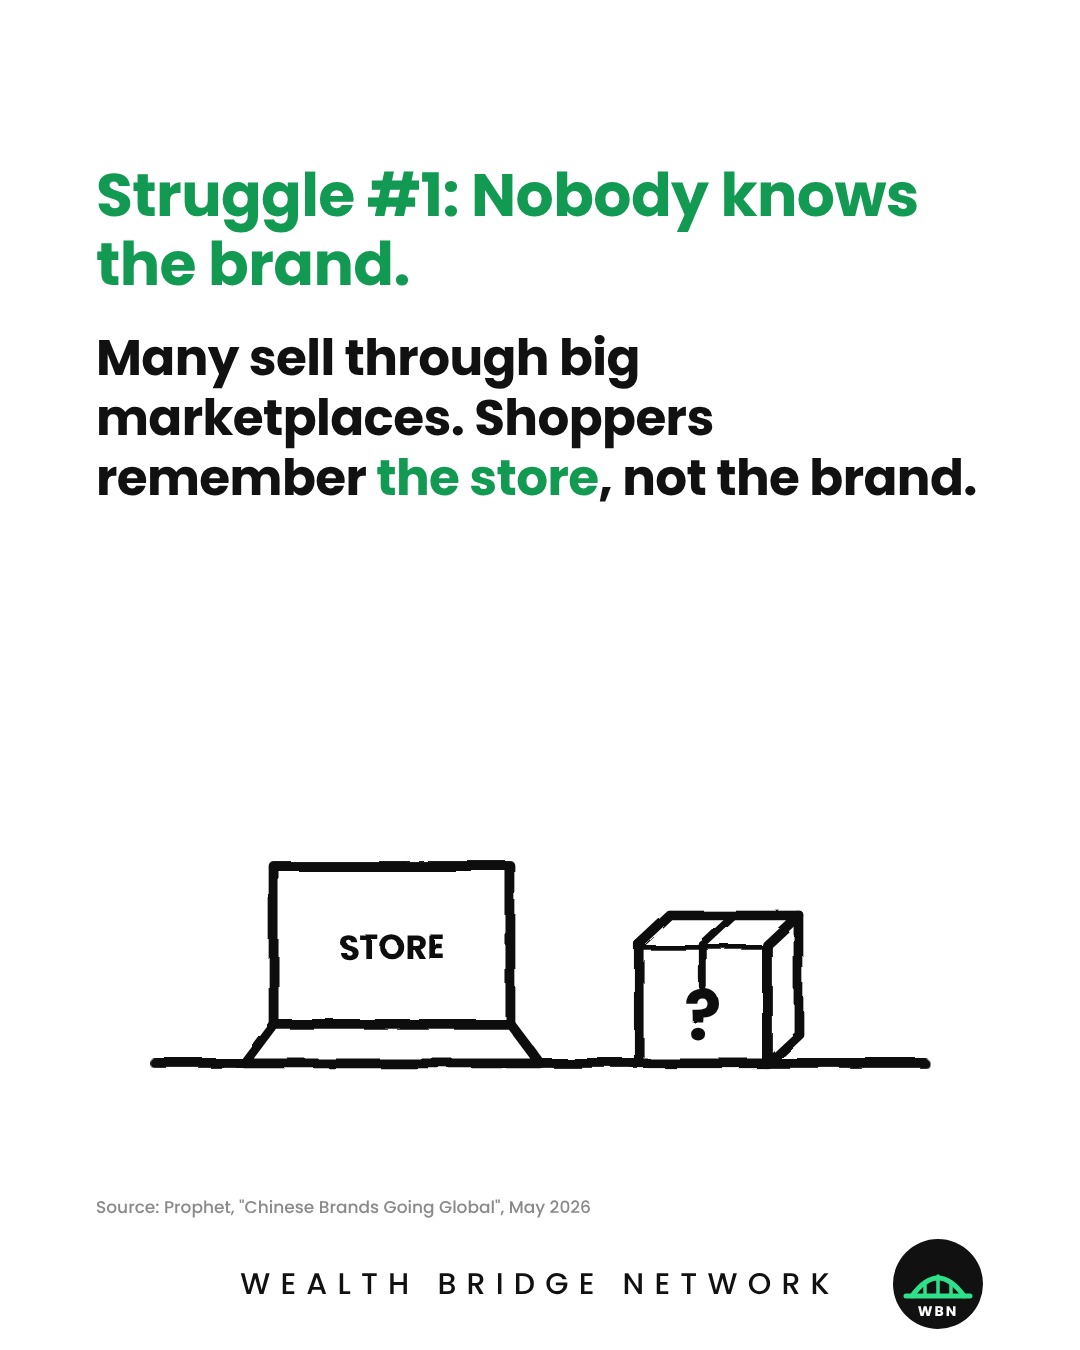 Struggle #1: Nobody knows
the brand.
Many sell through big
marketplaces. Shoppers
remember the store, not the brand.
STORE
?
Source: Prophet, "Chinese Brands Going Global", May 2026
WEALTH BRIDGE NETWORK
WBN